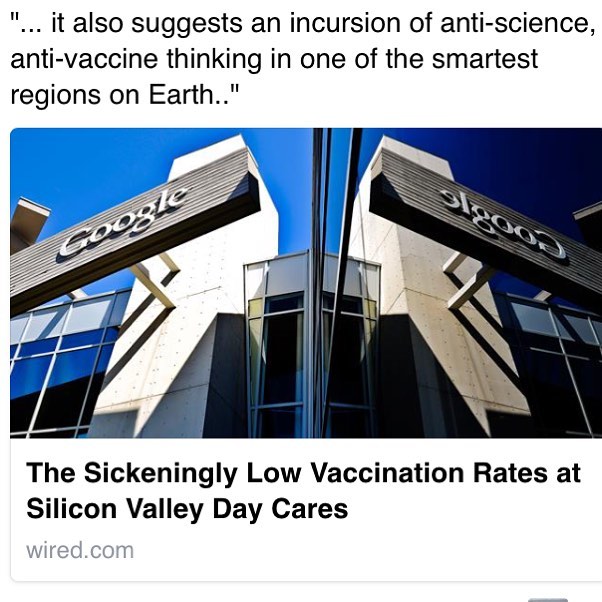 "... it also suggests an incursion of anti-science,
anti-vaccine thinking in one of the smartest
regions on Earth.."
Google
Google
The Sickeningly Low Vaccination Rates at
Silicon Valley Day Cares
wired.com